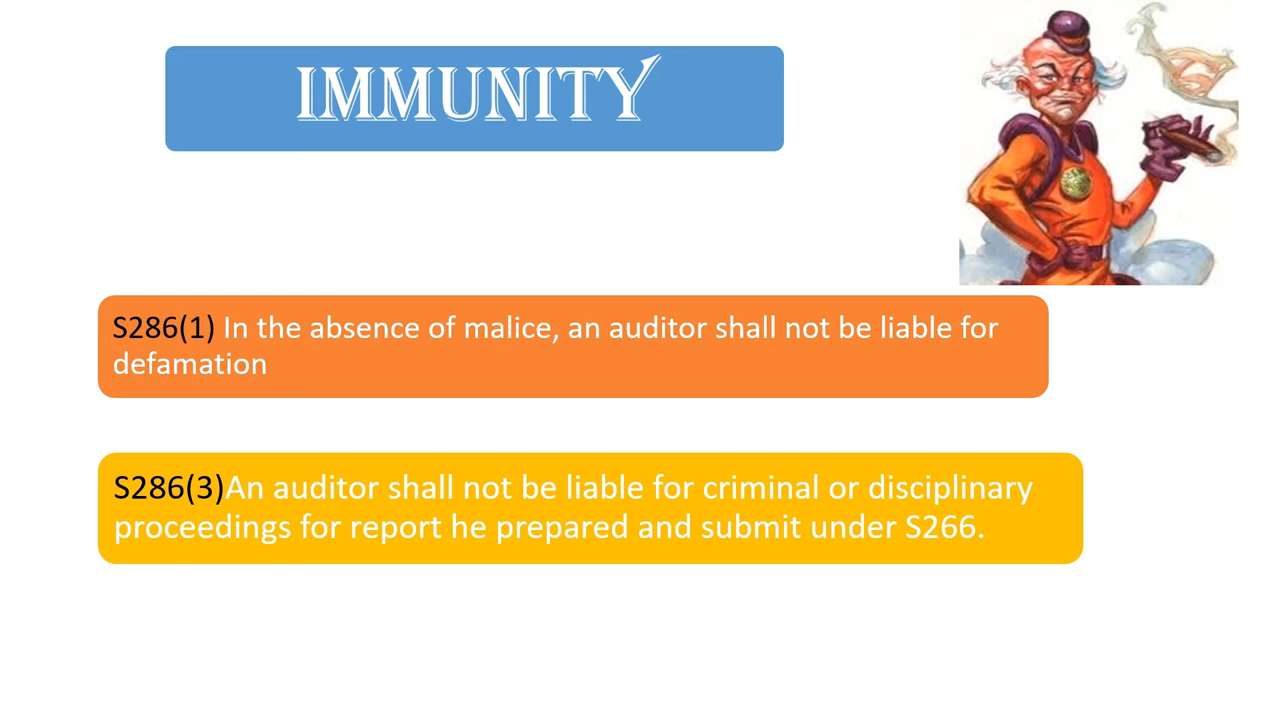 IMMUNITY
S286(1) In the absence of malice, an auditor shall not be liable for
defamation
S286(3)An auditor shall not be liable for criminal or disciplinary
proceedings for report he prepared and submit under S266.